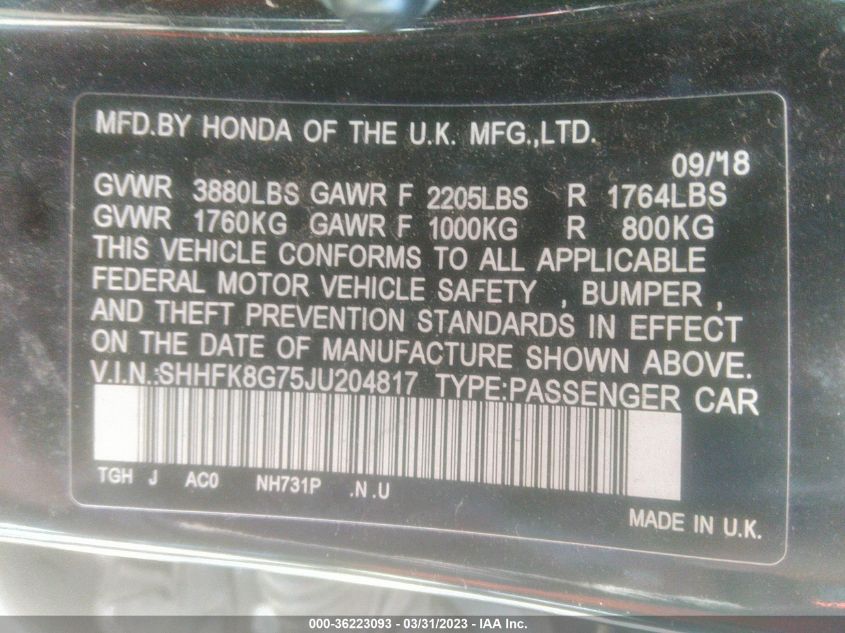 MFD.BY HONDA OF THE U.K. MFG.,LTD.
09/18
GVWR 3880LBS GAWR F 2205LBS R 1764LBS
GVWR 1760KG GAWR F 1000KG R 800KG
THIS VEHICLE CONFORMS TO ALL APPLICABLE
FEDERAL MOTOR VEHICLE SAFETY , BUMPER ,
AND THEFT PREVENTION STANDARDS IN EFFECT
ON THE DATE OF MANUFACTURE SHOWN ABOVE.
V.I.N.:SHHFK8G75JU204817 TYPE:PASSENGER CAR
TGH J AC0 NH731P .N .U
MADE IN U.K.
000-36223093 - 03/31/2023 - IAA Inc.